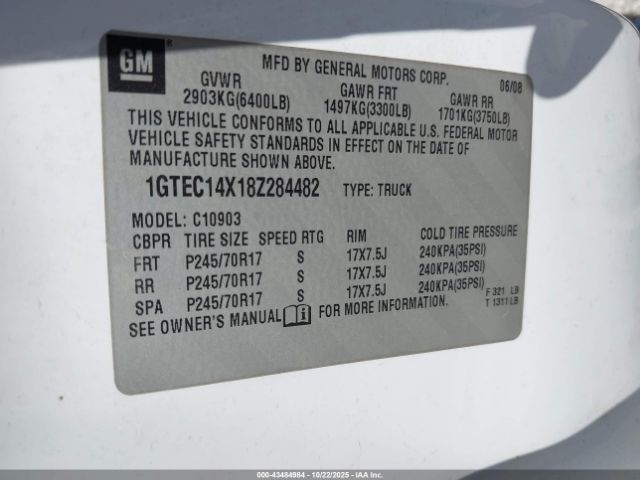 GM
MFD BY GENERAL MOTORS CORP. 06/08
GVWR GAWR FRT GAWR RR
2903KG(6400LB) 1497KG(3300LB) 1701KG(3750LB)
THIS VEHICLE CONFORMS TO ALL APPLICABLE U.S. FEDERAL MOTOR
VEHICLE SAFETY STANDARDS IN EFFECT ON THE DATE OF
MANUFACTURE SHOWN ABOVE.
1GTEC14X18Z284482 TYPE: TRUCK
MODEL: C10903
CBPR TIRE SIZE SPEED RTG RIM COLD TIRE PRESSURE
FRT P245/70R17 S 17X7.5J 240KPA(35PSI)
RR P245/70R17 S 17X7.5J 240KPA(35PSI)
SPA P245/70R17 S 17X7.5J 240KPA(35PSI)
F 321 LB
SEE OWNER'S MANUAL FOR MORE INFORMATION. T 1311 LB
000-43484964 - 10/22/2025 - IAAI.COM